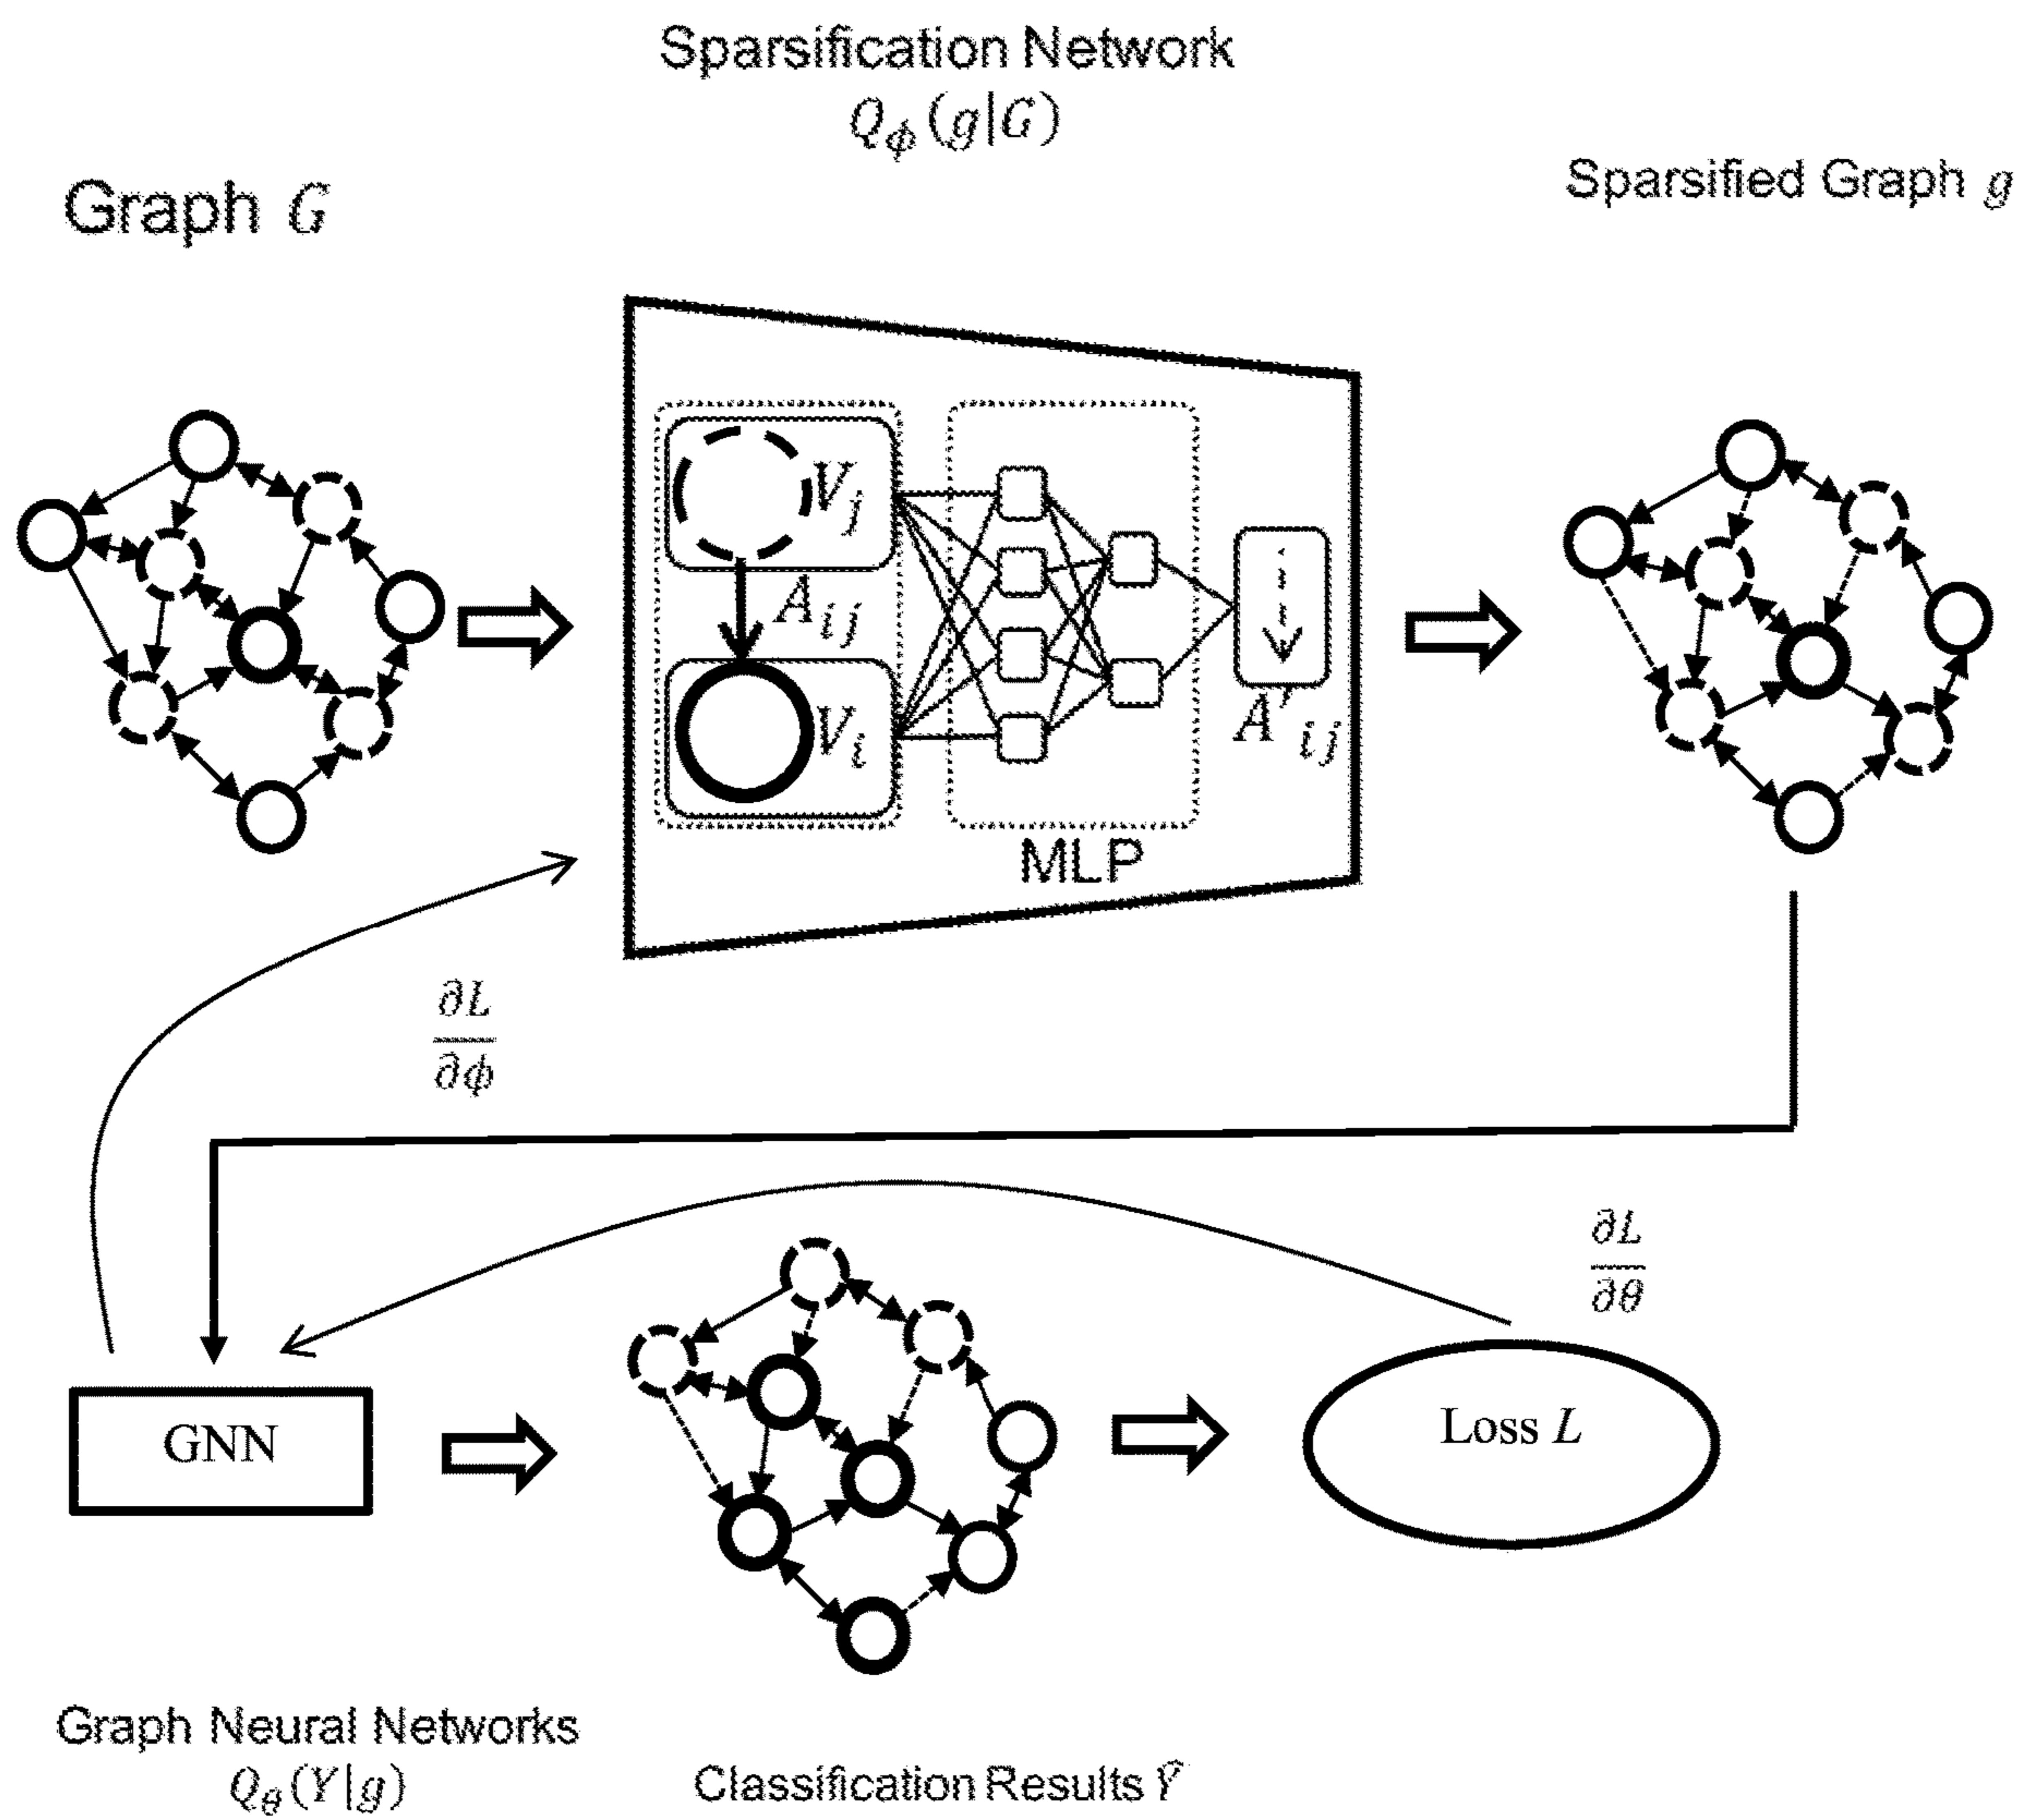 Sparsification Network
Q_ϕ(g|G)
Graph G
Sparsified Graph g
V_j
A_ij
V_i
A'_ij
MLP
∂L
∂ϕ
∂L
∂θ
GNN
Loss L
Graph Neural Networks
Q_θ(Y|g)
Classification Results Ŷ